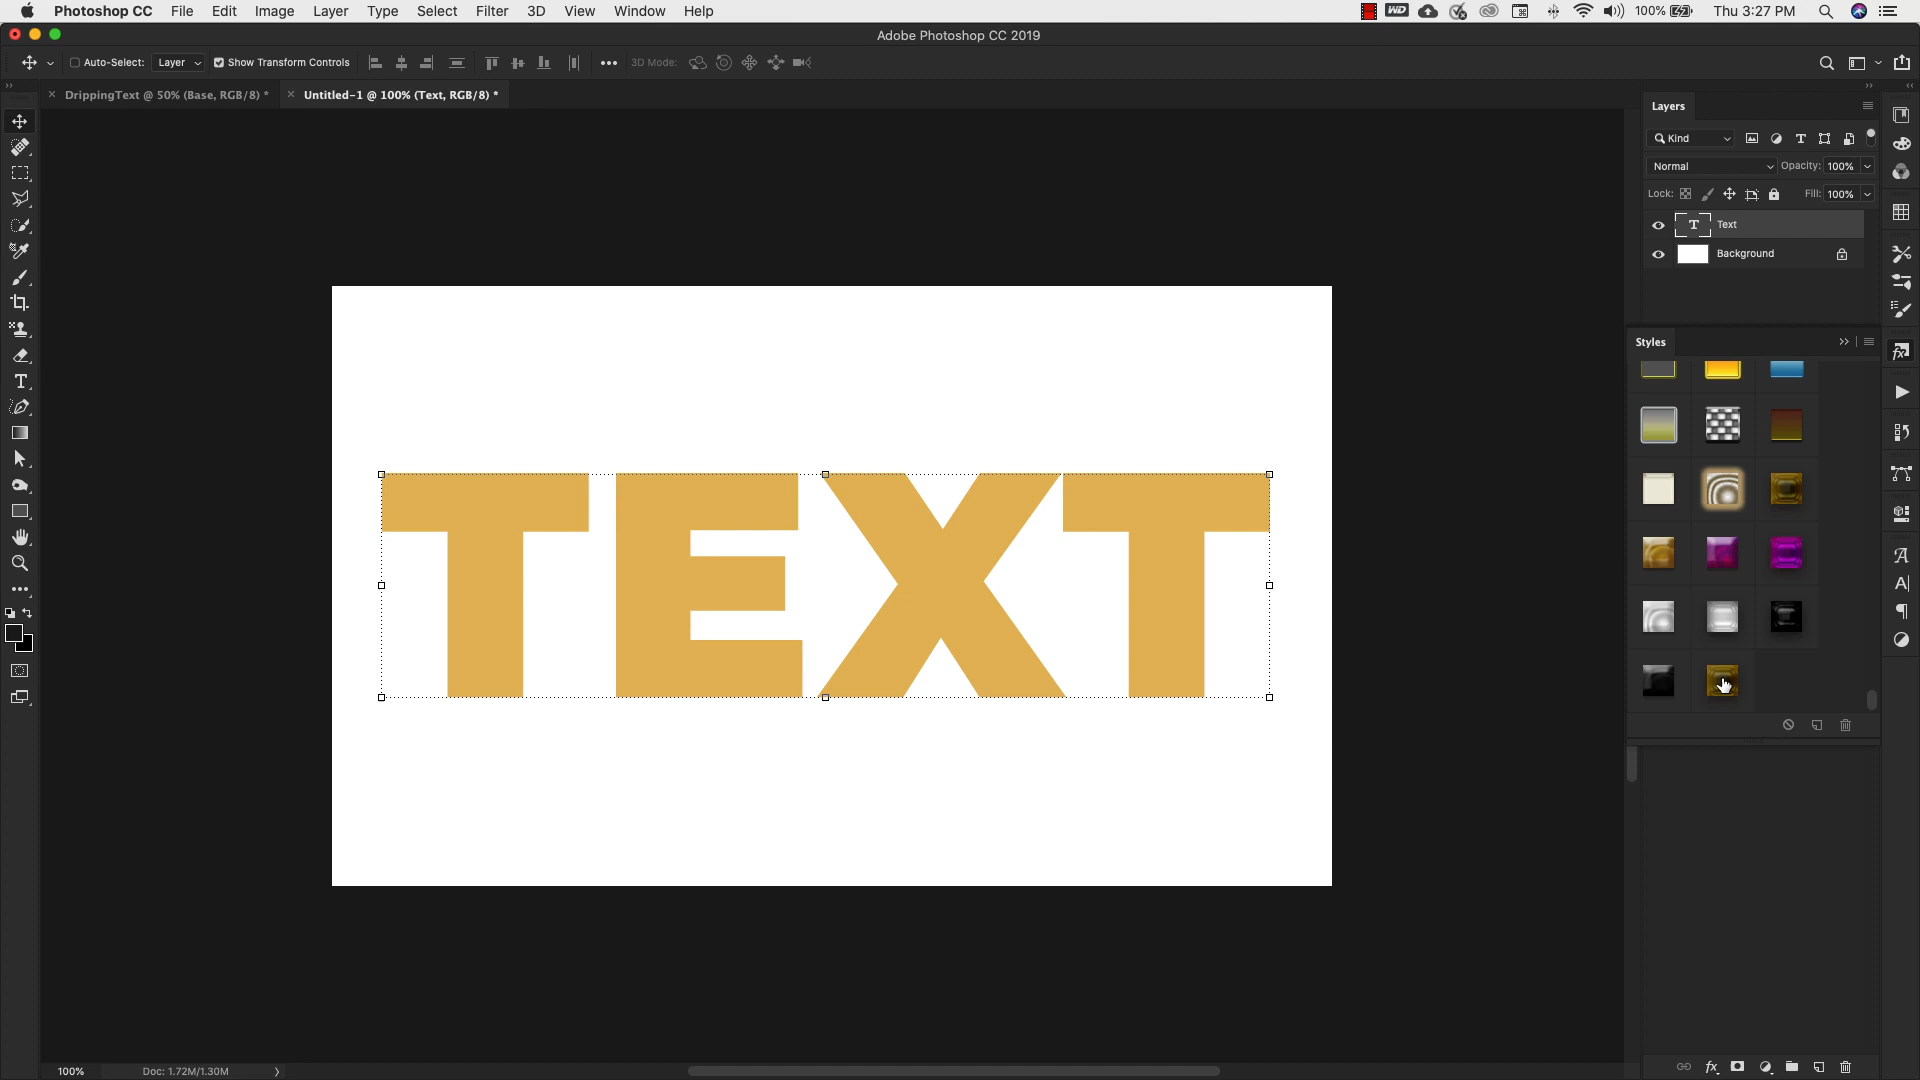 Photoshop CC File Edit Image Layer Type Select Filter 3D View Window Help 100% Thu 3:27 PM
Adobe Photoshop CC 2019
Auto-Select: Layer Show Transform Controls 3D Mode:
DrippingText @ 50% (Base, RGB/8) * Untitled-1 @ 100% (Text, RGB/8) *
Layers
Kind
Normal Opacity: 100%
Lock: Fill: 100%
Text
Background
Styles
TEXT
100% Doc: 1.72M/1.30M